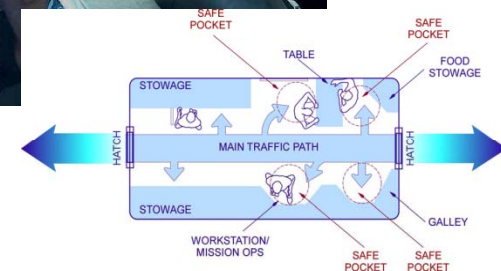 SAFE
POCKET
TABLE
SAFE
POCKET
FOOD
STOWAGE
STOWAGE
HATCH
MAIN TRAFFIC PATH
HATCH
STOWAGE
GALLEY
WORKSTATION/
MISSION OPS
SAFE
POCKET
SAFE
POCKET